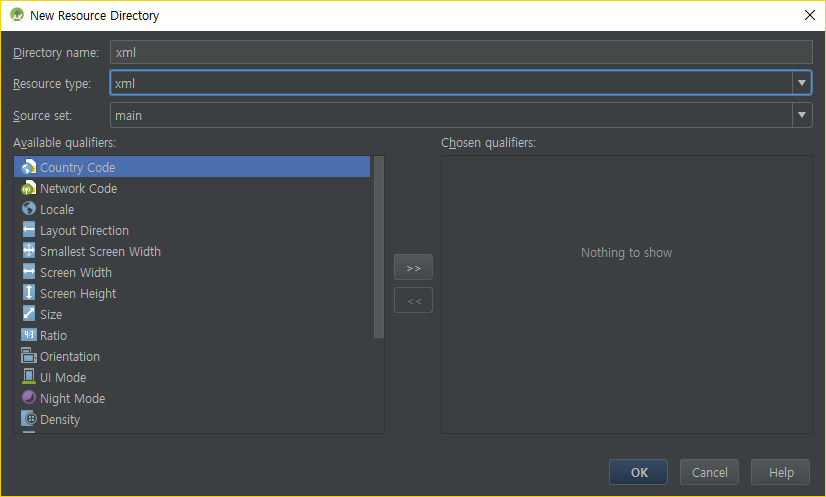 New Resource Directory
Directory name: xml
Resource type: xml
Source set: main
Available qualifiers:
Chosen qualifiers:
Country Code
Network Code
Locale
Layout Direction
Smallest Screen Width
Screen Width
Screen Height
Size
4:3 Ratio
Orientation
UI Mode
Night Mode
Density
>>
<<
Nothing to show
OK Cancel Help